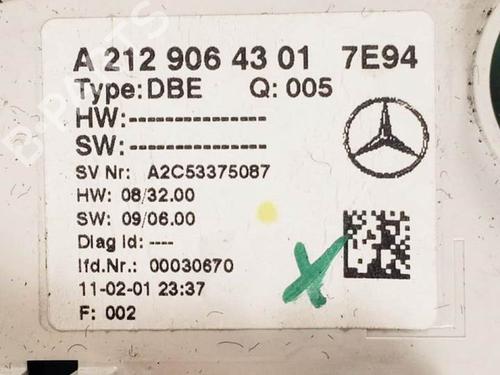 A 212 906 43 01 7E94
Type: DBE Q: 005
HW:---------------
SW:---------------
SV Nr: A2C53375087
HW: 08/32.00
SW: 09/06.00
Diag Id: ----
lfd.Nr.: 00030670
11-02-01 23:37
F: 002
B-PARTS